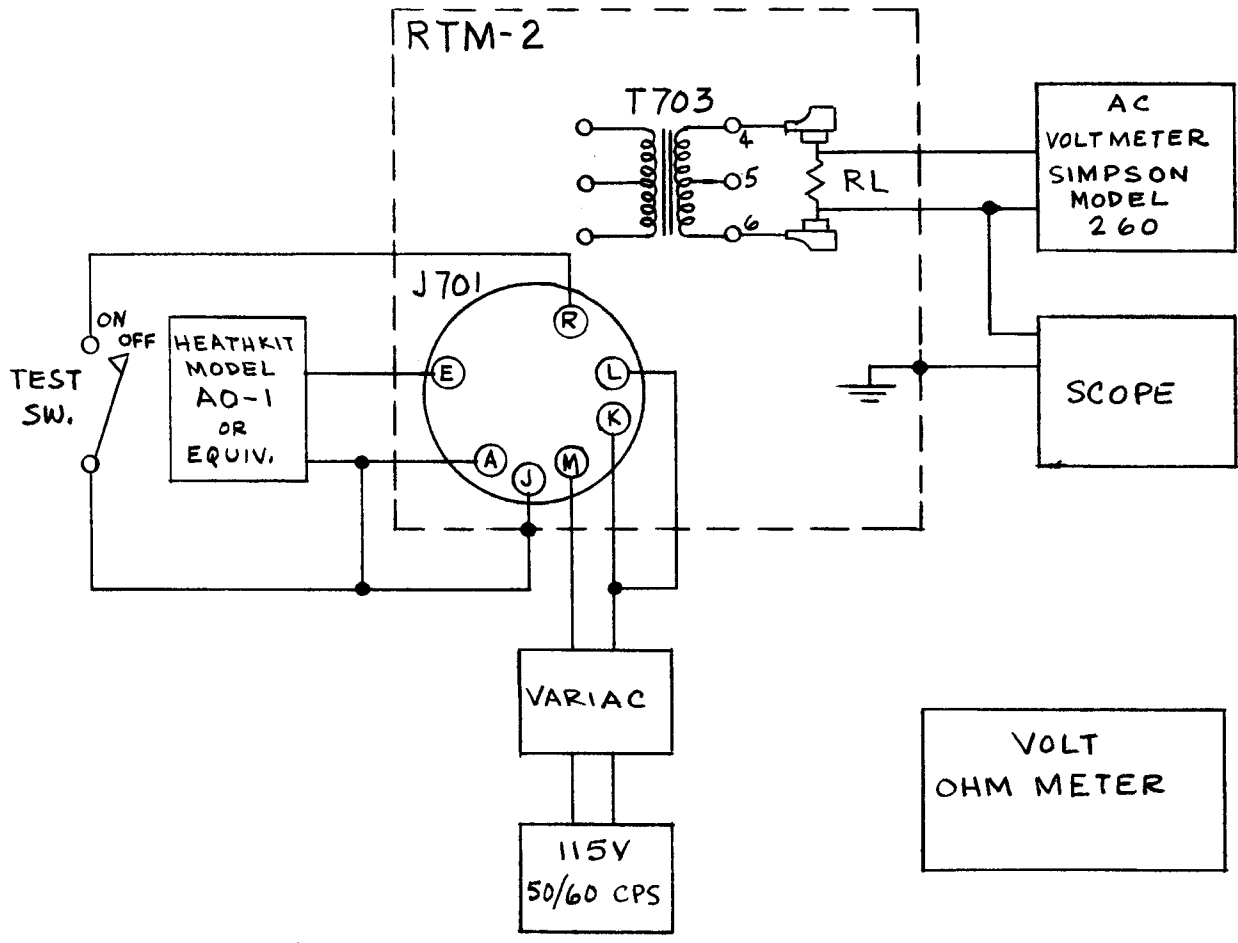 RTM-2
T703
4
5
6
RL
AC
VOLTMETER
SIMPSON
MODEL
260
J701
R
ON
OFF
TEST
SW.
HEATHKIT
MODEL
AO-1
OR
EQUIV.
E
L
K
A
J
M
SCOPE
VARIAC
VOLT
OHM METER
115V
50/60 CPS